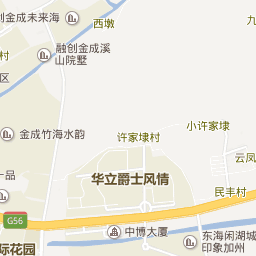 西墩
九
创金成未来海
融创金成溪
山院墅
区
金成竹海水韵
许家埭村
小许家埭
云凤
一品
华立爵士风情
民丰村
G56
中博大厦
东海闲湖城
印象加州
际花园